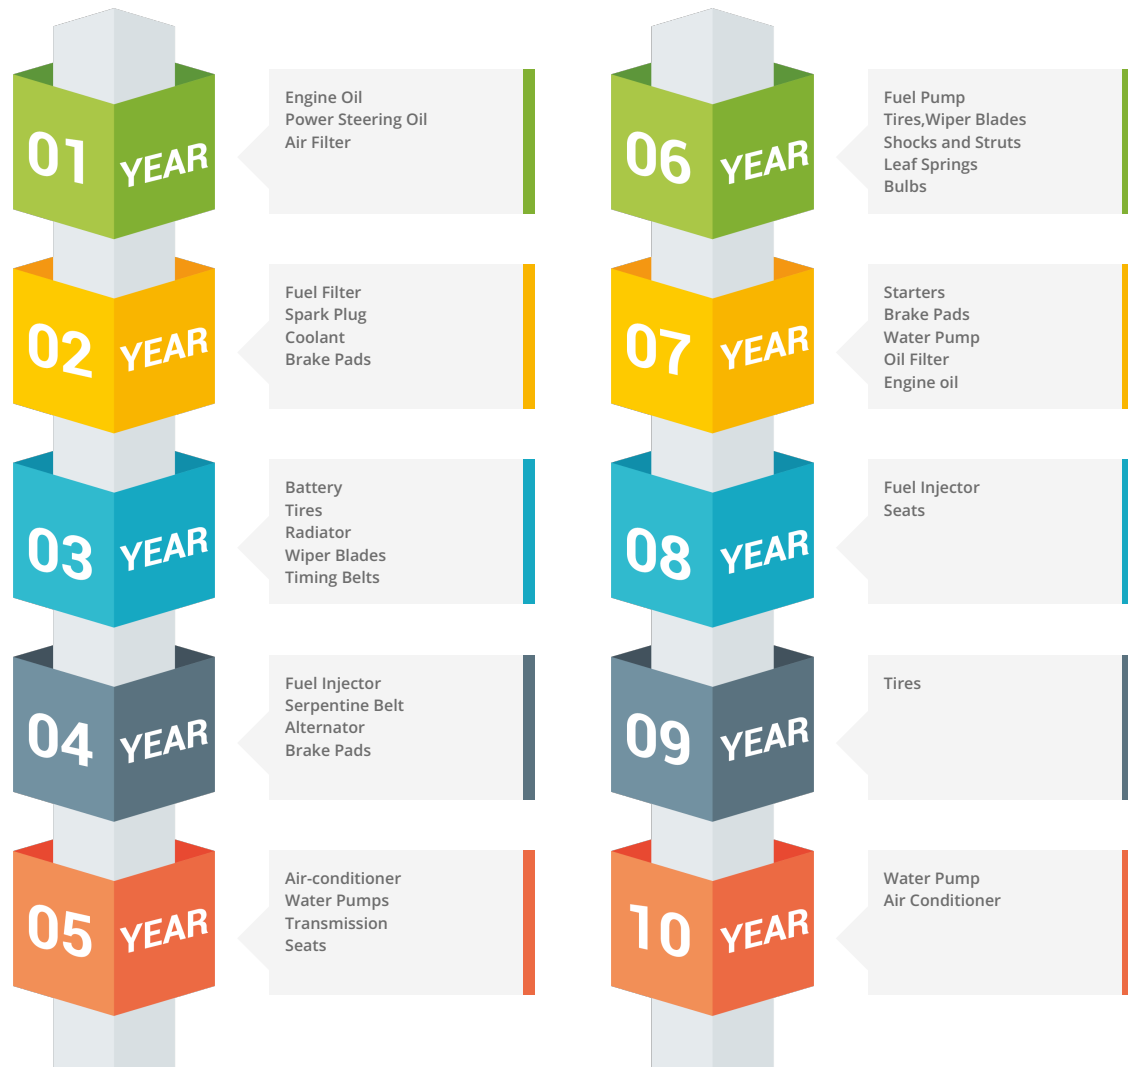 01 YEAR
Engine Oil
Power Steering Oil
Air Filter
02 YEAR
Fuel Filter
Spark Plug
Coolant
Brake Pads
03 YEAR
Battery
Tires
Radiator
Wiper Blades
Timing Belts
04 YEAR
Fuel Injector
Serpentine Belt
Alternator
Brake Pads
05 YEAR
Air-conditioner
Water Pumps
Transmission
Seats
06 YEAR
Fuel Pump
Tires,Wiper Blades
Shocks and Struts
Leaf Springs
Bulbs
07 YEAR
Starters
Brake Pads
Water Pump
Oil Filter
Engine oil
08 YEAR
Fuel Injector
Seats
09 YEAR
Tires
10 YEAR
Water Pump
Air Conditioner